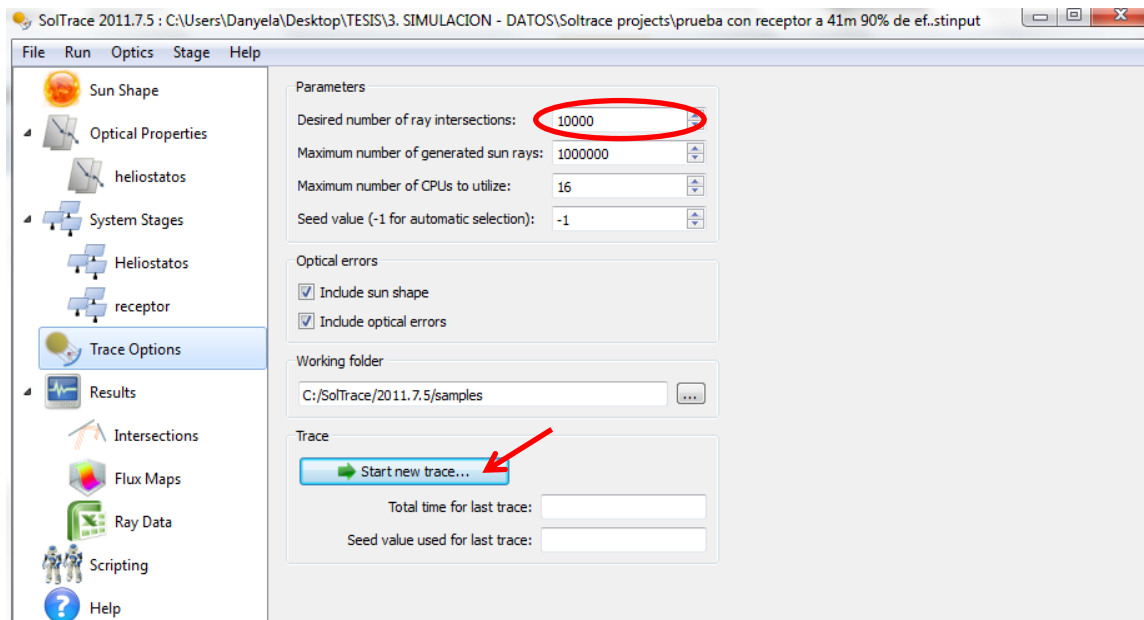 SolTrace 2011.7.5 : C:\Users\Danyela\Desktop\TESIS\3. SIMULACION - DATOS\Soltrace projects\prueba con receptor a 41m 90% de ef..stinput
File Run Optics Stage Help
Sun Shape
Optical Properties
heliostatos
System Stages
Heliostatos
receptor
Trace Options
Results
Intersections
Flux Maps
Ray Data
Scripting
Help
Parameters
Desired number of ray intersections: 10000
Maximum number of generated sun rays: 1000000
Maximum number of CPUs to utilize: 16
Seed value (-1 for automatic selection): -1
Optical errors
Include sun shape
Include optical errors
Working folder
C:/SolTrace/2011.7.5/samples ...
Trace
Start new trace...
Total time for last trace:
Seed value used for last trace: